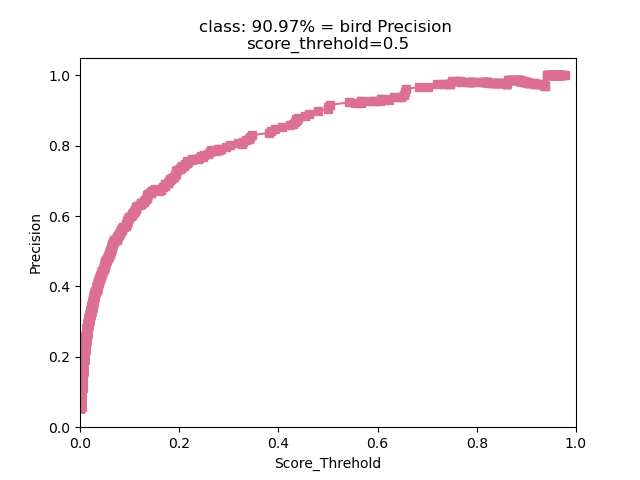 class: 90.97% = bird Precision
score_threhold=0.5
1.0
0.8
0.6
0.4
0.2
0.0
Precision
0.0 0.2 0.4 0.6 0.8 1.0
Score_Threhold